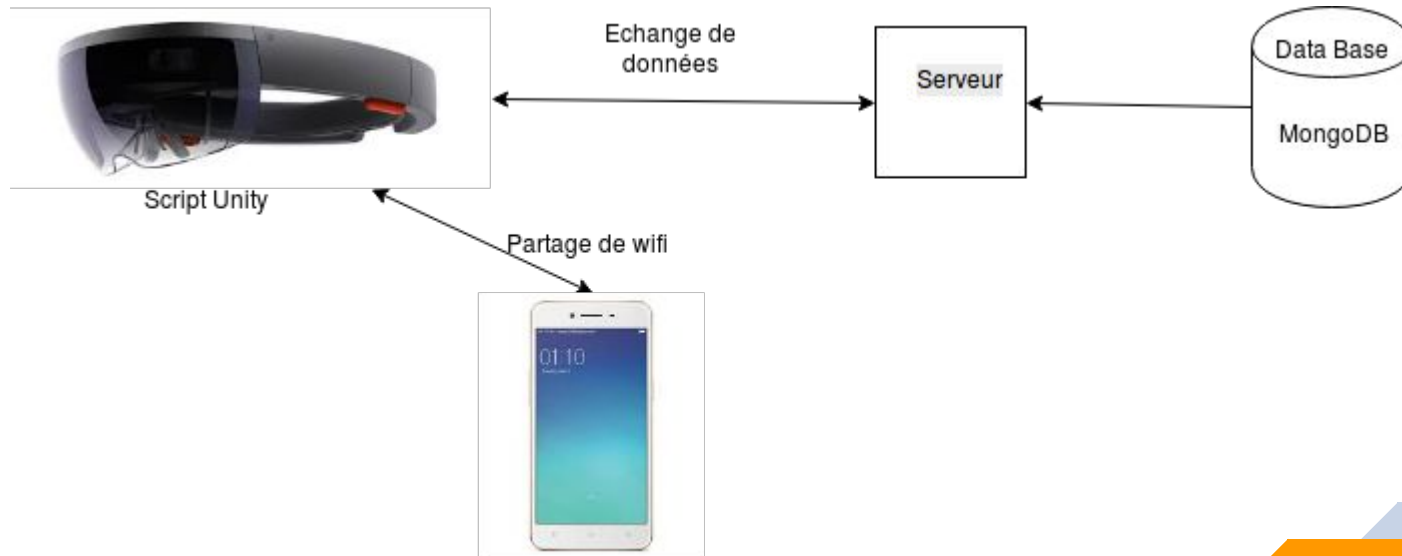 Echange de
données
Serveur
Data Base
MongoDB
Script Unity
Partage de wifi
01:10